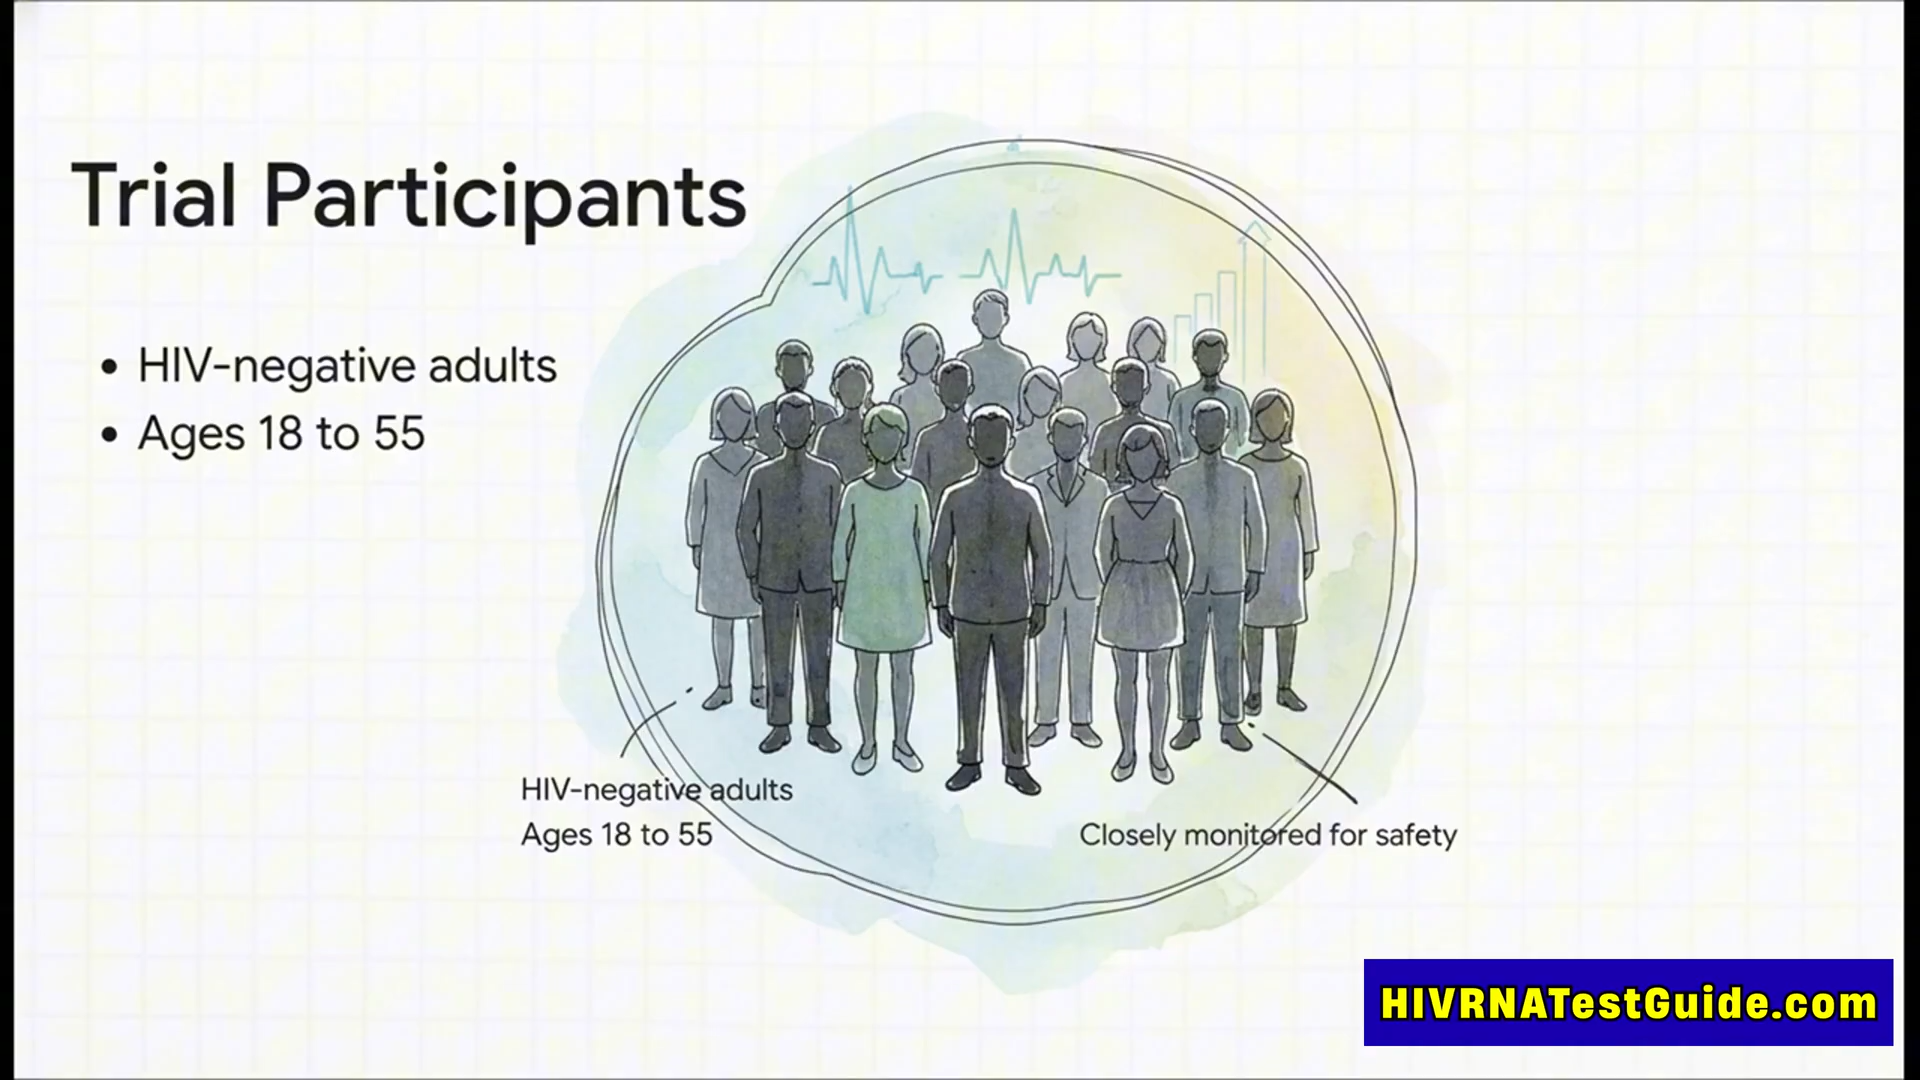 Trial Participants
• HIV-negative adults
• Ages 18 to 55
HIV-negative adults
Ages 18 to 55
Closely monitored for safety
HIVRNATestGuide.com